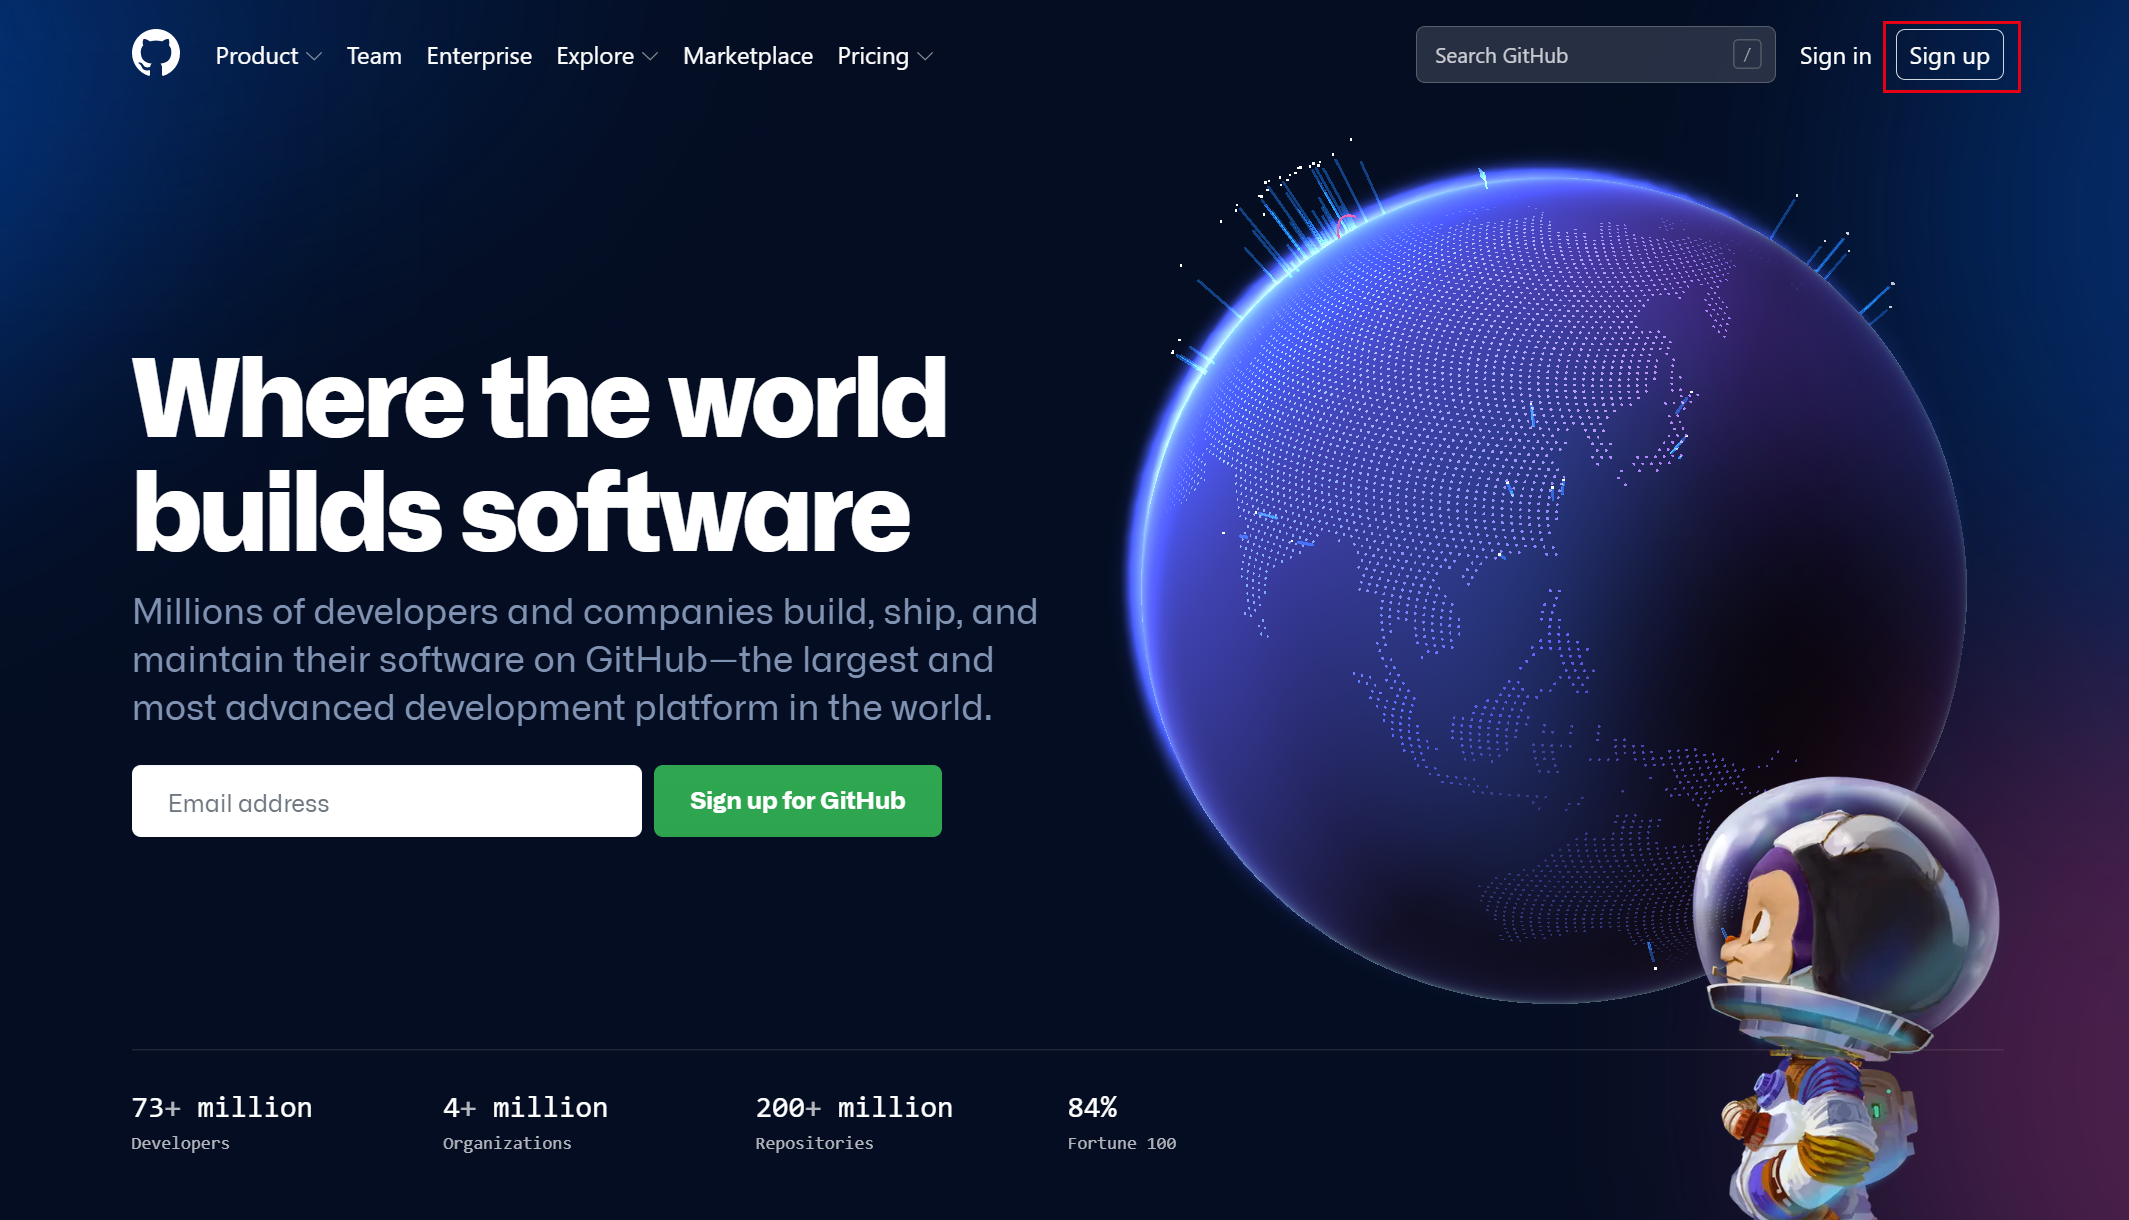 Product Team Enterprise Explore Marketplace Pricing Search GitHub / Sign in Sign up
Where the world
builds software
Millions of developers and companies build, ship, and
maintain their software on GitHub—the largest and
most advanced development platform in the world.
Email address Sign up for GitHub
73+ million 4+ million 200+ million 84%
Developers Organizations Repositories Fortune 100